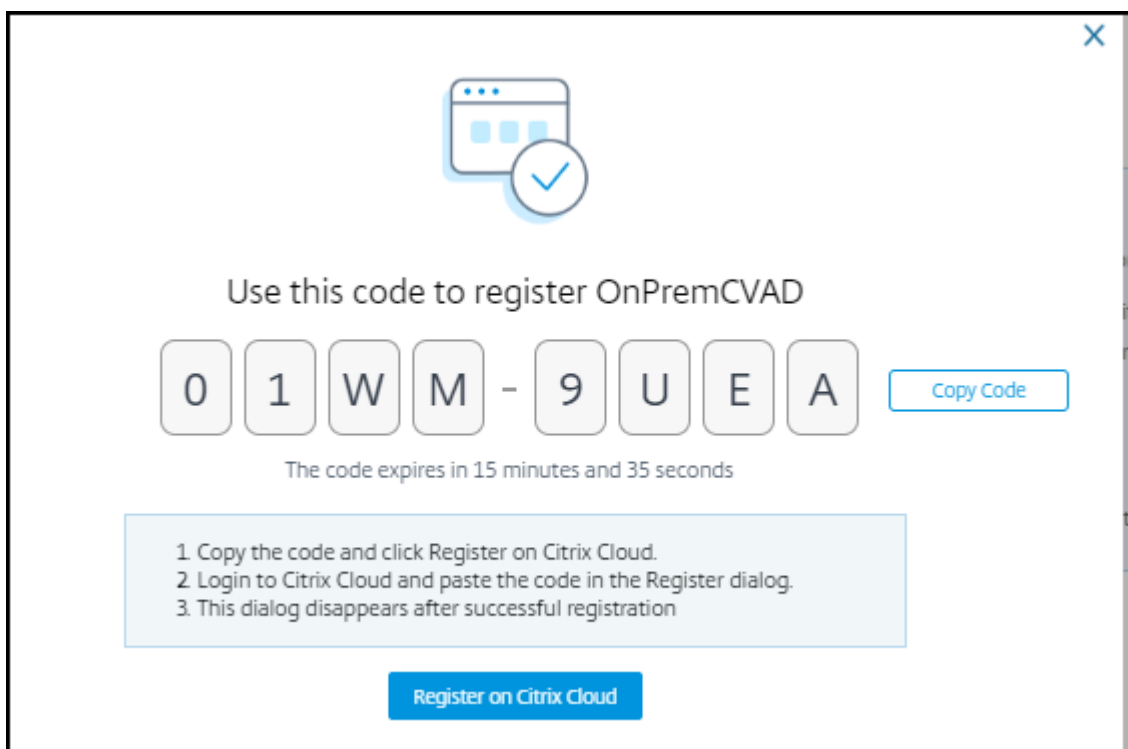 Use this code to register OnPremCVAD
0 1 W M - 9 U E A
Copy Code
The code expires in 15 minutes and 35 seconds
1. Copy the code and click Register on Citrix Cloud.
2. Login to Citrix Cloud and paste the code in the Register dialog.
3. This dialog disappears after successful registration
Register on Citrix Cloud